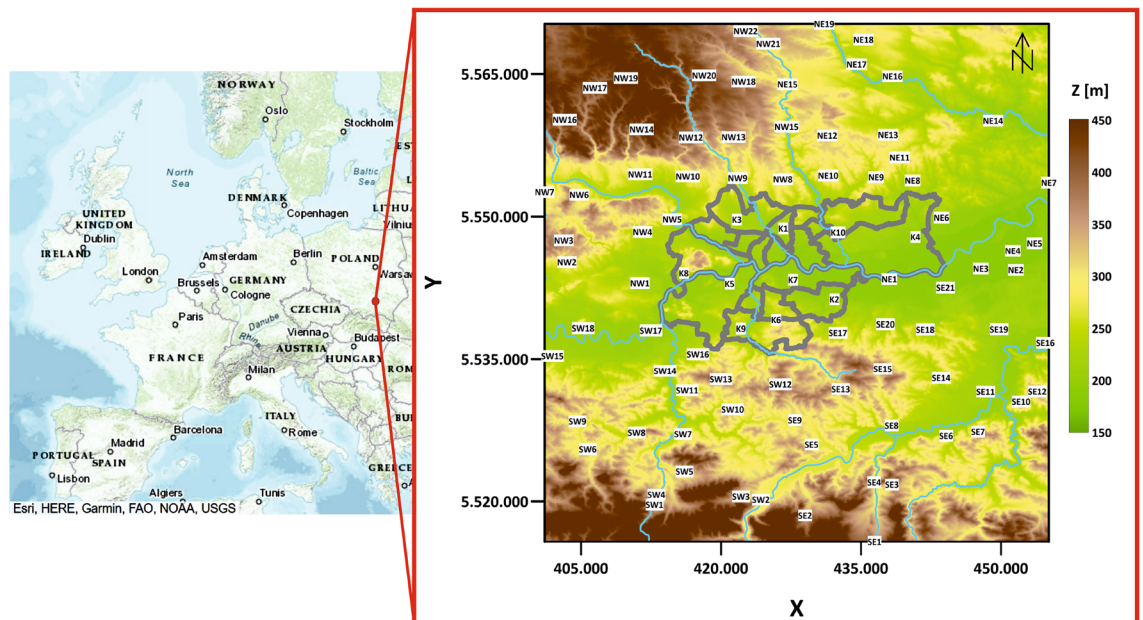 NORWAY
Oslo
Stockholm
North
Sea
Baltic
Sea
EST
L
DENMARK
Copenhagen
LITHUA
Vilnius
UNITED
KINGDOM
Dublin
IRELAND
London
Amsterdam
Berlin
POLAND
Warsaw
Brussels
GERMANY
Cologne
CZECHIA
Paris
Danube
Rhine
Vienna
AUSTRIA
Budapest
HUNGARY
FRANCE
Milan
ROM
ITALY
Rome
BU
Barcelona
Madrid
PORTUGAL
SPAIN
Lisbon
GREECE
Algiers
Tunis
A
Esri, HERE, Garmin, FAO, NOAA, USGS
Y
5.565.000
5.550.000
5.535.000
5.520.000
NE19
NW22
NW21
NE18
NE17
NE16
NW19
NW20
NW17
NW18
NE15
NW16
NW14
NW12
NW13
NW15
NE12
NE13
NE14
NE11
NW11
NW10
NW9
NW8
NE10
NE9
NE8
NE7
NW7
NW6
NW5
K3
K1
K10
NE6
NW4
NW3
K4
NE5
NE4
NW2
K8
NE3
NE2
NW1
K5
K7
NE1
SE21
K2
SW18
SW17
K9
K6
SE17
SE20
SE18
SE19
SE16
SW15
SW16
SW14
SE15
SW13
SW12
SE13
SE14
SW11
SE11
SE12
SE10
SW10
SW9
SE9
SE8
SW8
SW7
SE6
SE7
SW6
SE5
SW5
SE4
SE3
SW4
SW3
SW2
SW1
SE2
SE1
405.000
420.000
435.000
450.000
X
N
Z [m]
450
400
350
300
250
200
150